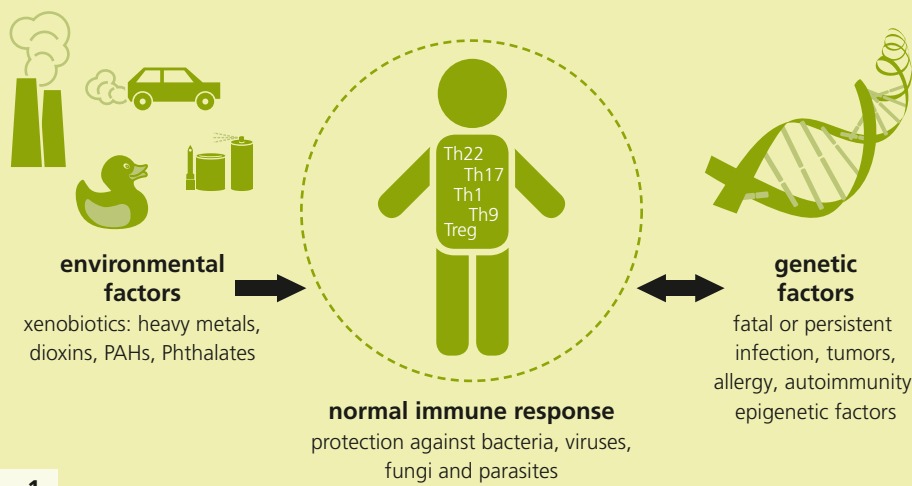 Th22
Th17
Th1
Th9
Treg
environmental
factors
xenobiotics: heavy metals,
dioxins, PAHs, Phthalates
genetic
factors
fatal or persistent
infection, tumors,
allergy, autoimmunity
epigenetic factors
normal immune response
protection against bacteria, viruses,
fungi and parasites
1